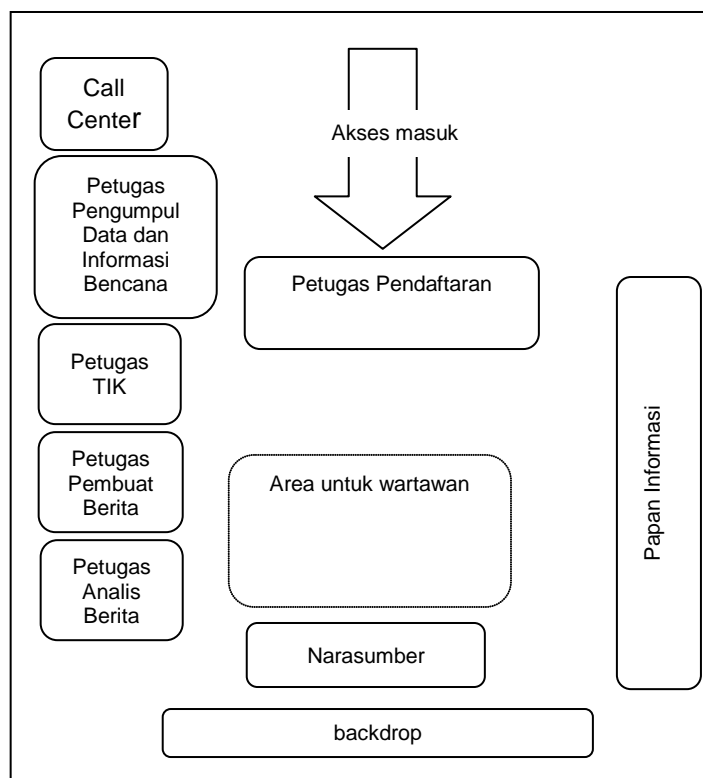 Call
Center
Petugas
Pengumpul
Data dan
Informasi
Bencana
Petugas
TIK
Petugas
Pembuat
Berita
Petugas
Analis
Berita
Akses masuk
Petugas Pendaftaran
Area untuk wartawan
Narasumber
backdrop
Papan Informasi